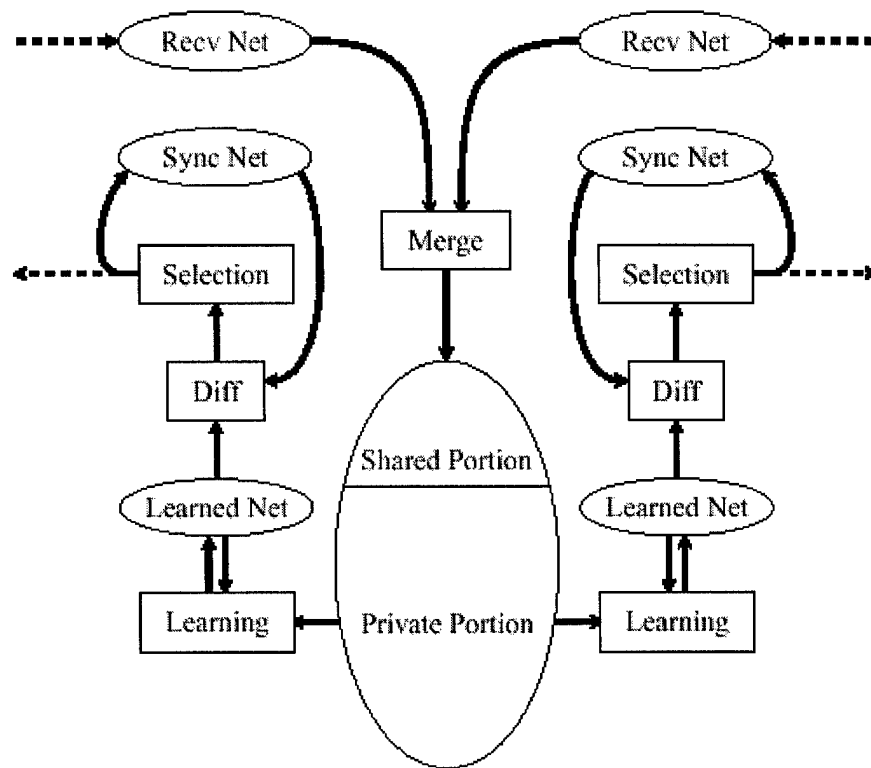 Recv Net
Recv Net
Sync Net
Sync Net
Merge
Selection
Selection
Diff
Diff
Shared Portion
Learned Net
Learned Net
Learning
Private Portion
Learning